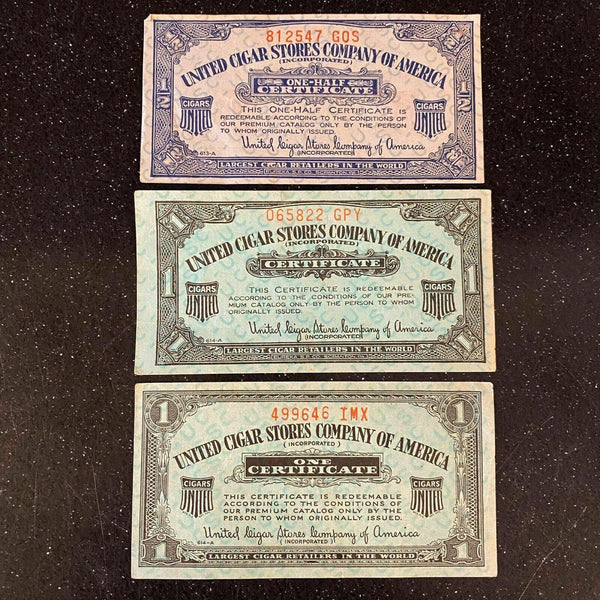 812547 GOS
UNITED CIGAR STORES COMPANY OF AMERICA
(INCORPORATED)
ONE-HALF
CERTIFICATE
1/2 1/2
CIGARS
UNITED
CIGARS
UNITED
THIS ONE-HALF CERTIFICATE IS
REDEEMABLE ACCORDING TO THE CONDITIONS OF
OUR PREMIUM CATALOG ONLY BY THE PERSON
TO WHOM ORIGINALLY ISSUED.
United Cigar Stores Company of America
(INCORPORATED)
613-A
LARGEST CIGAR RETAILERS IN THE WORLD
1 1
065822 GPY
UNITED CIGAR STORES COMPANY OF AMERICA
(INCORPORATED)
CERTIFICATE
1 1
CIGARS
UNITED
CIGARS
UNITED
THIS CERTIFICATE IS REDEEMABLE
ACCORDING TO THE CONDITIONS OF OUR PRE-
MIUM CATALOG ONLY BY THE PERSON TO WHOM
ORIGINALLY ISSUED.
United Cigar Stores Company of America
(INCORPORATED)
1 1
614-A
LARGEST CIGAR RETAILERS IN THE WORLD
1 1
499646 IMX
UNITED CIGAR STORES COMPANY OF AMERICA
(INCORPORATED)
ONE
CERTIFICATE
CIGARS
UNITED
CIGARS
UNITED
THIS CERTIFICATE IS REDEEMABLE
ACCORDING TO THE CONDITIONS OF
OUR PREMIUM CATALOG ONLY BY THE
PERSON TO WHOM ORIGINALLY ISSUED.
United Cigar Stores Company of America
(INCORPORATED)
614-A
1 1
LARGEST CIGAR RETAILERS IN THE WORLD